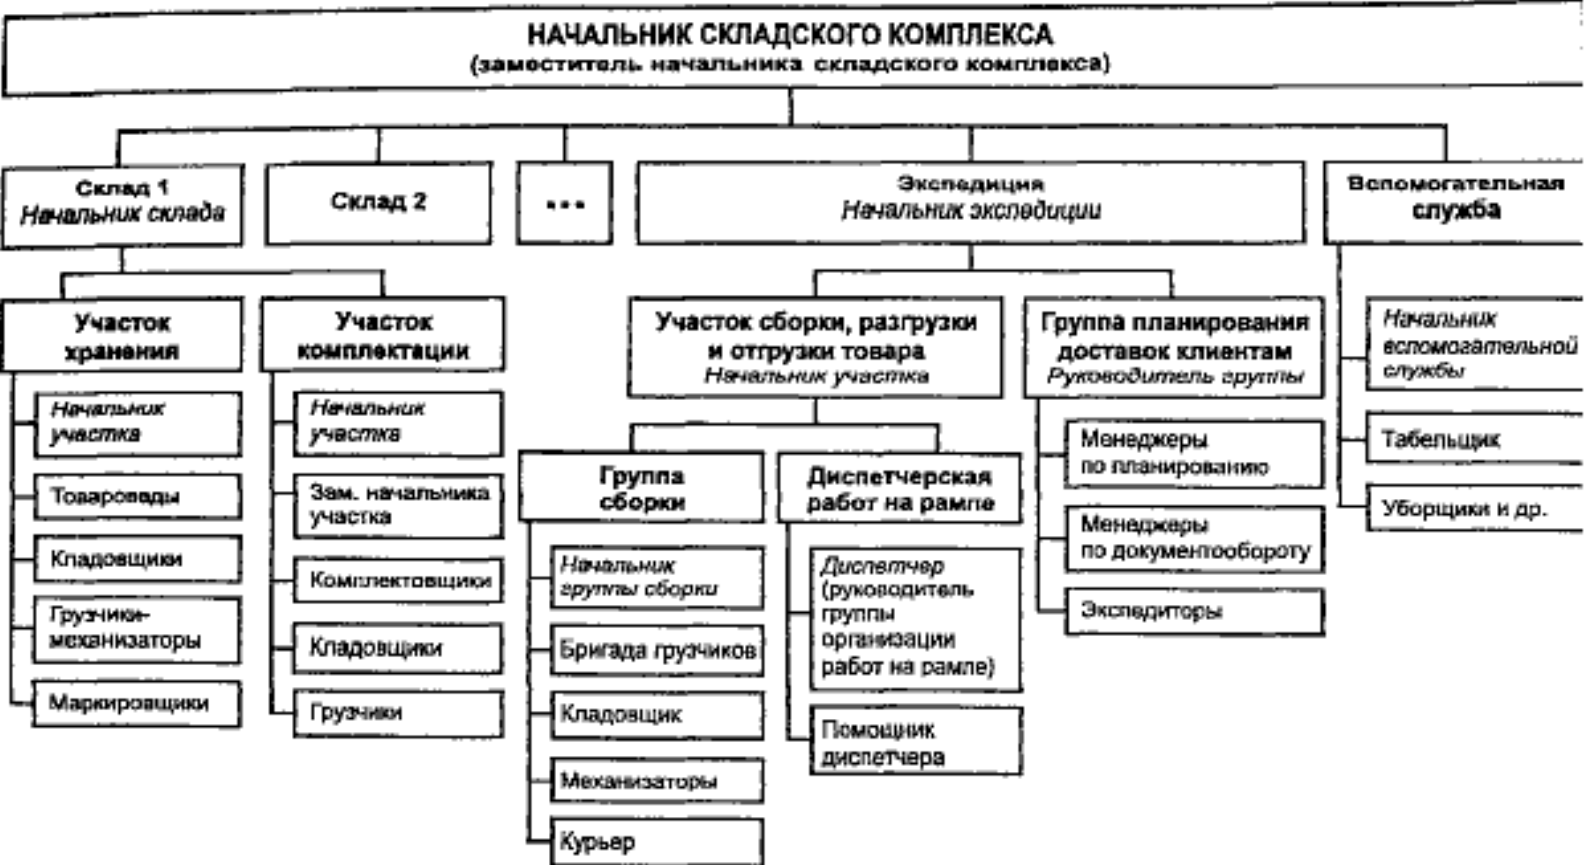 НАЧАЛЬНИК СКЛАДСКОГО КОМПЛЕКСА
(заместитель начальника складского комплекса)
Склад 1
Начальник склада
Склад 2
...
Экспедиция
Начальник экспедиции
Вспомогательная
служба
Участок
хранения
Начальник
участка
Товароведы
Кладовщики
Грузчики-
механизаторы
Маркировщики
Участок
комплектации
Начальник
участка
Зам. начальника
участка
Комплектовщики
Кладовщики
Грузчики
Участок сборки, разгрузки
и отгрузки товара
Начальник участка
Группа
сборки
Начальник
группы сборки
Бригада грузчиков
Кладовщик
Механизаторы
Курьер
Диспетчерская
работ на рампе
Диспетчер
(руководитель
группы
организации
работ на рампе)
Помощник
диспетчера
Группа планирования
доставок клиентам
Руководитель группы
Менеджеры
по планированию
Менеджеры
по документообороту
Экспедиторы
Начальник
вспомогательной
службы
Табельщик
Уборщики и др.